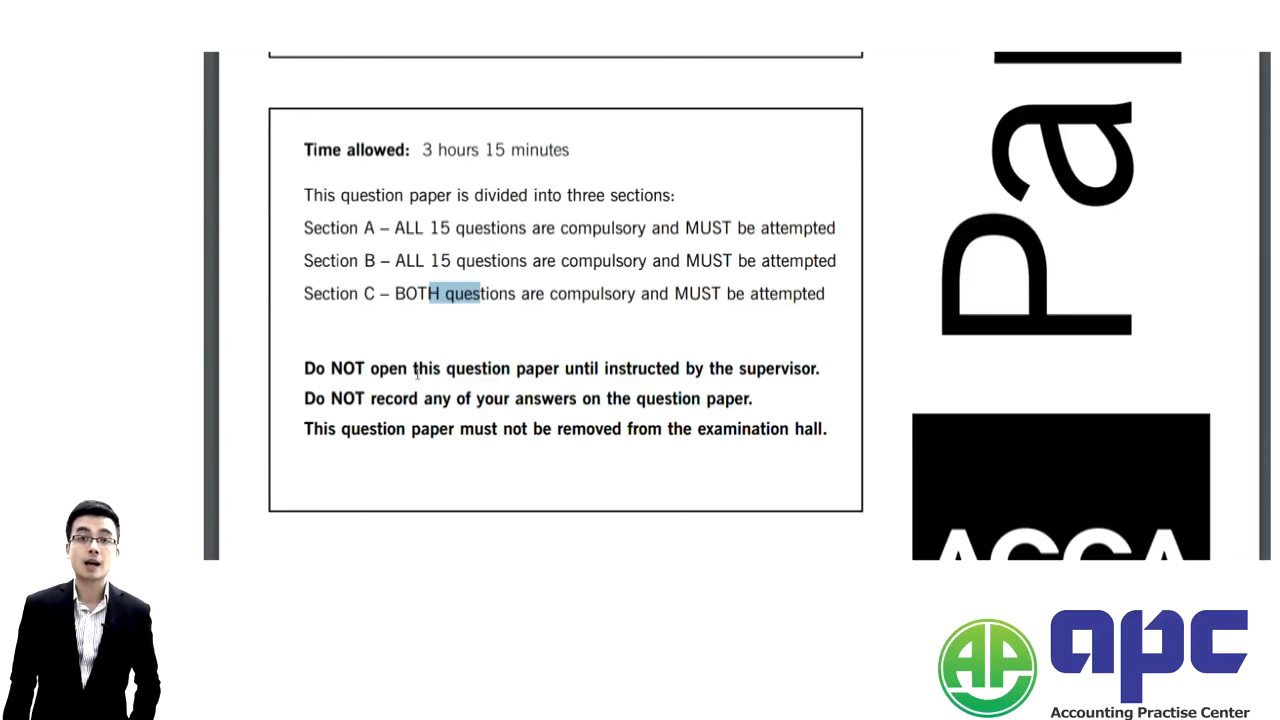 Time allowed: 3 hours 15 minutes
This question paper is divided into three sections:
Section A – ALL 15 questions are compulsory and MUST be attempted
Section B – ALL 15 questions are compulsory and MUST be attempted
Section C – BOTH questions are compulsory and MUST be attempted
Do NOT open this question paper until instructed by the supervisor.
Do NOT record any of your answers on the question paper.
This question paper must not be removed from the examination hall.
Pa
ACCA
AP
apc
Accounting Practise Center